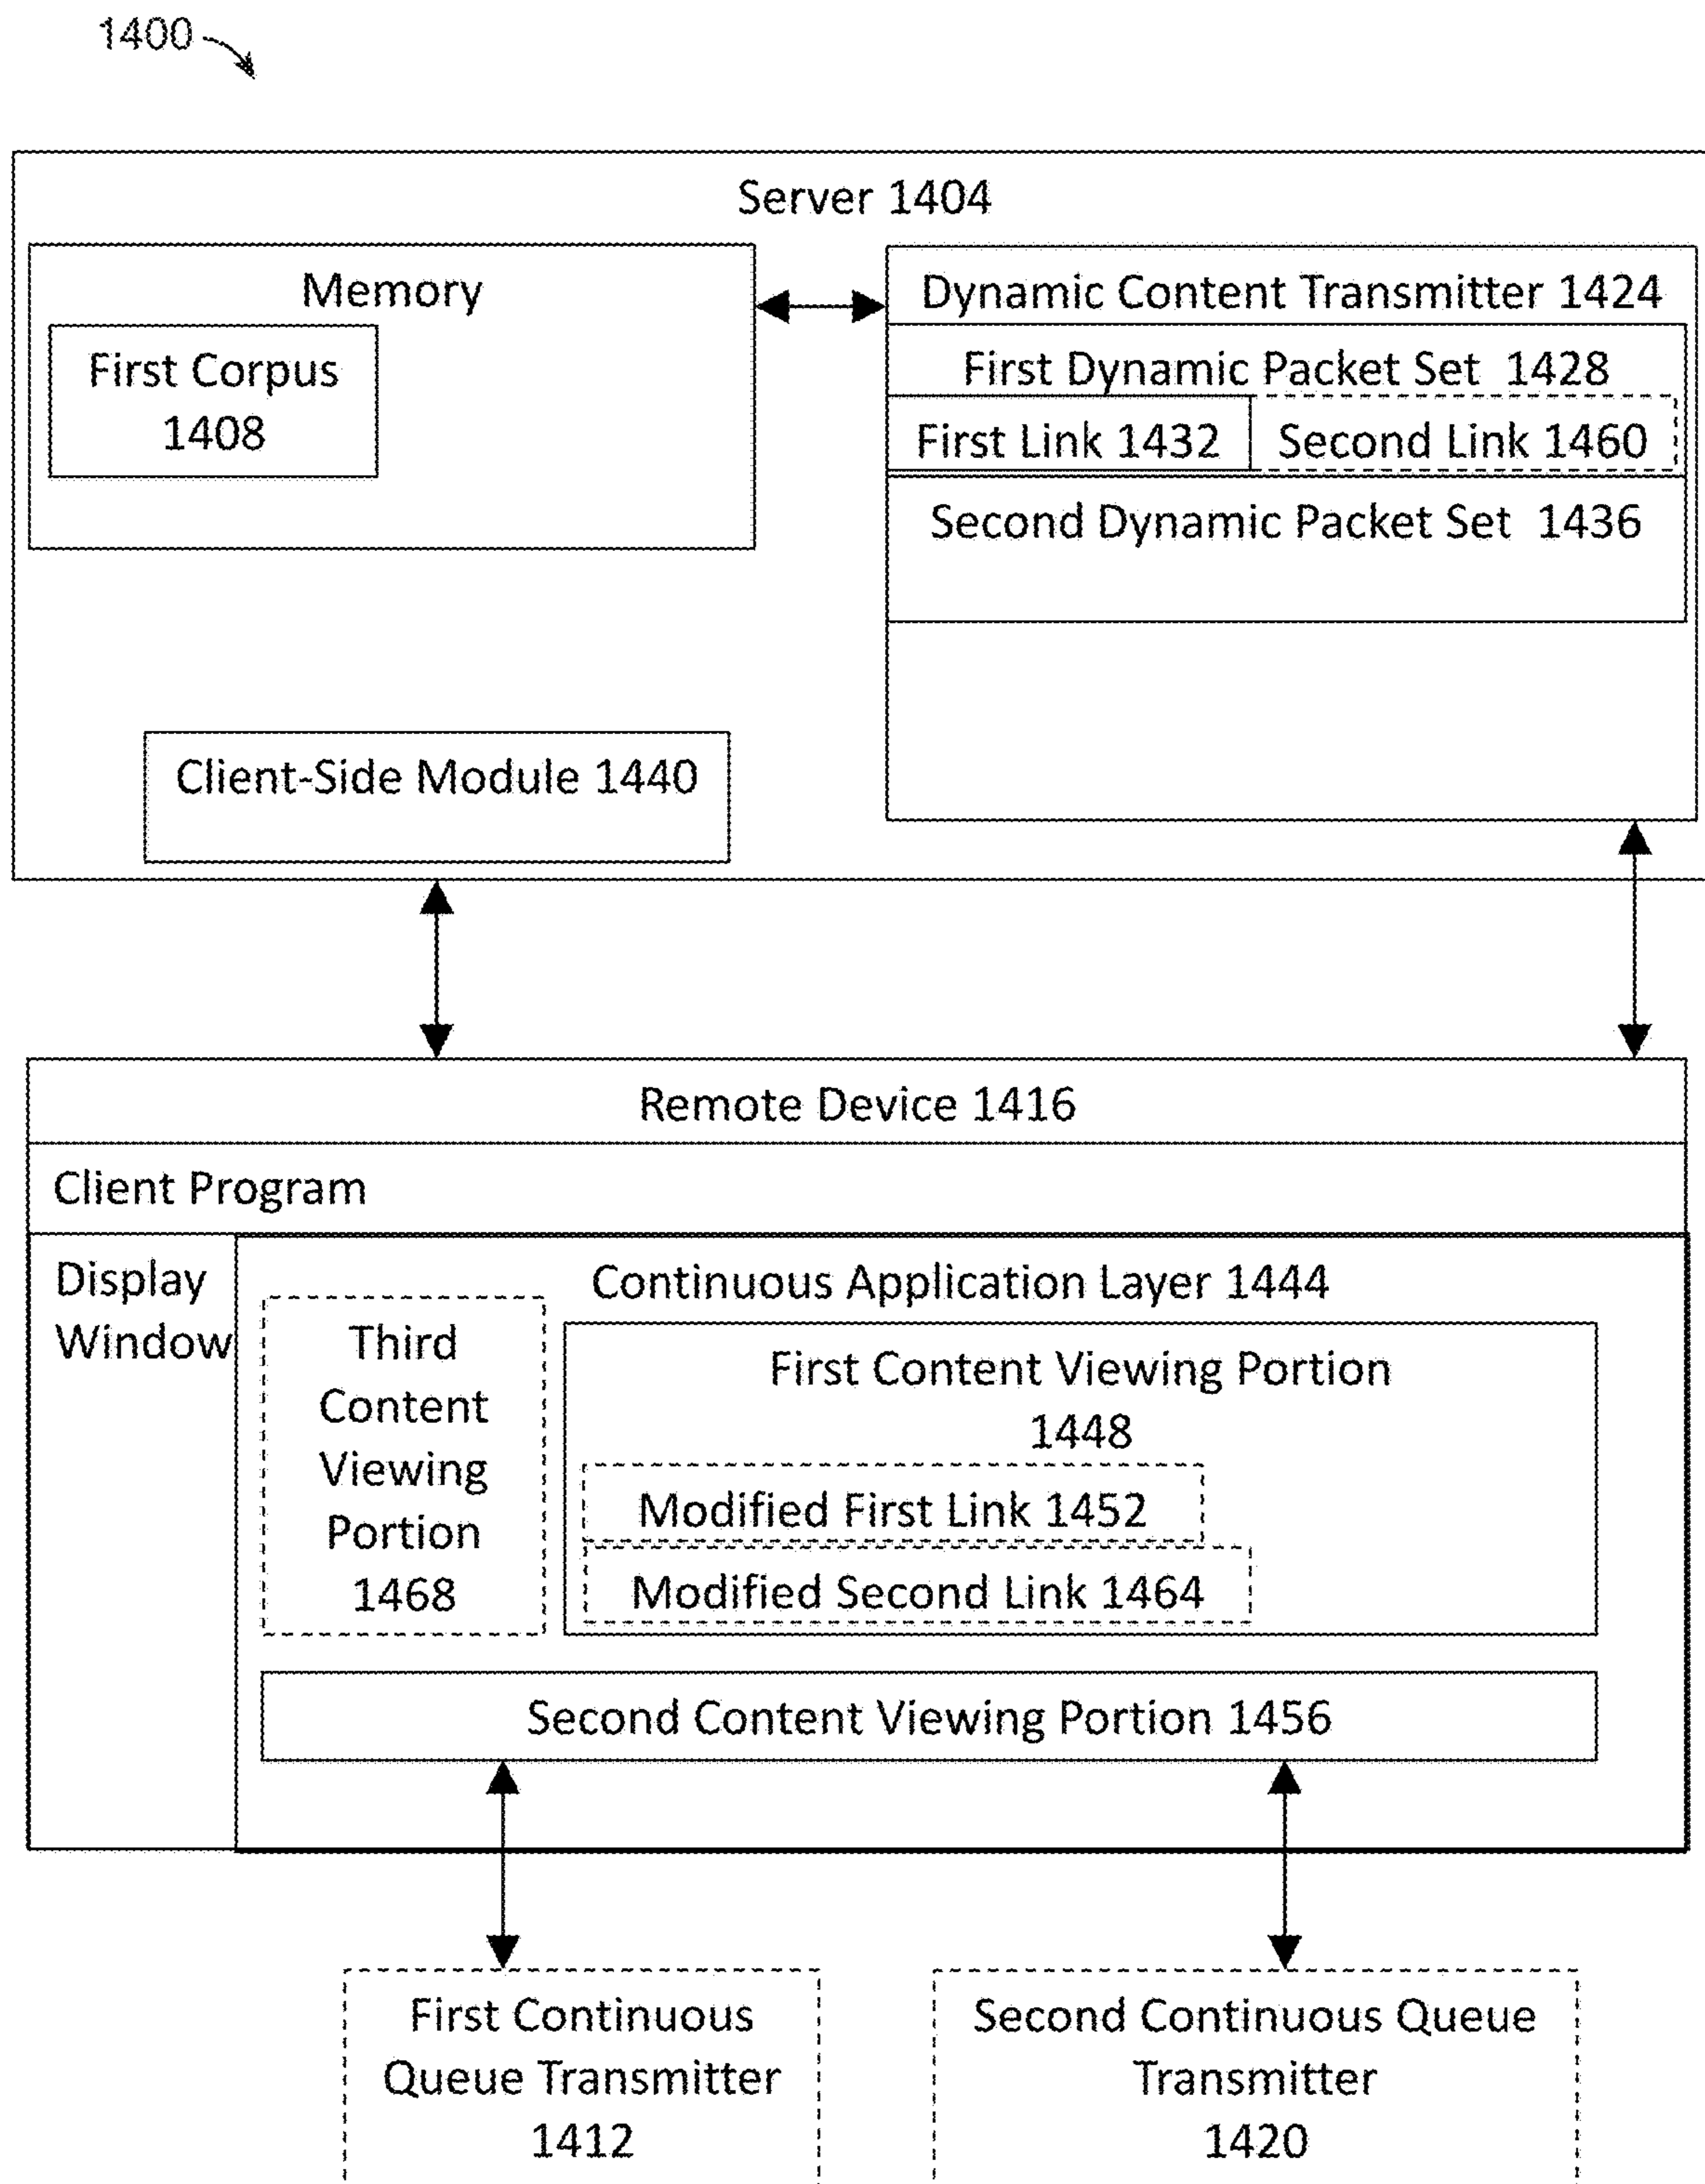 1400
Server 1404
Memory
First Corpus
1408
Dynamic Content Transmitter 1424
First Dynamic Packet Set 1428
First Link 1432
Second Link 1460
Second Dynamic Packet Set 1436
Client-Side Module 1440
Remote Device 1416
Client Program
Display
Window
Continuous Application Layer 1444
Third
Content
Viewing
Portion
1468
First Content Viewing Portion
1448
Modified First Link 1452
Modified Second Link 1464
Second Content Viewing Portion 1456
First Continuous
Queue Transmitter
1412
Second Continuous Queue
Transmitter
1420